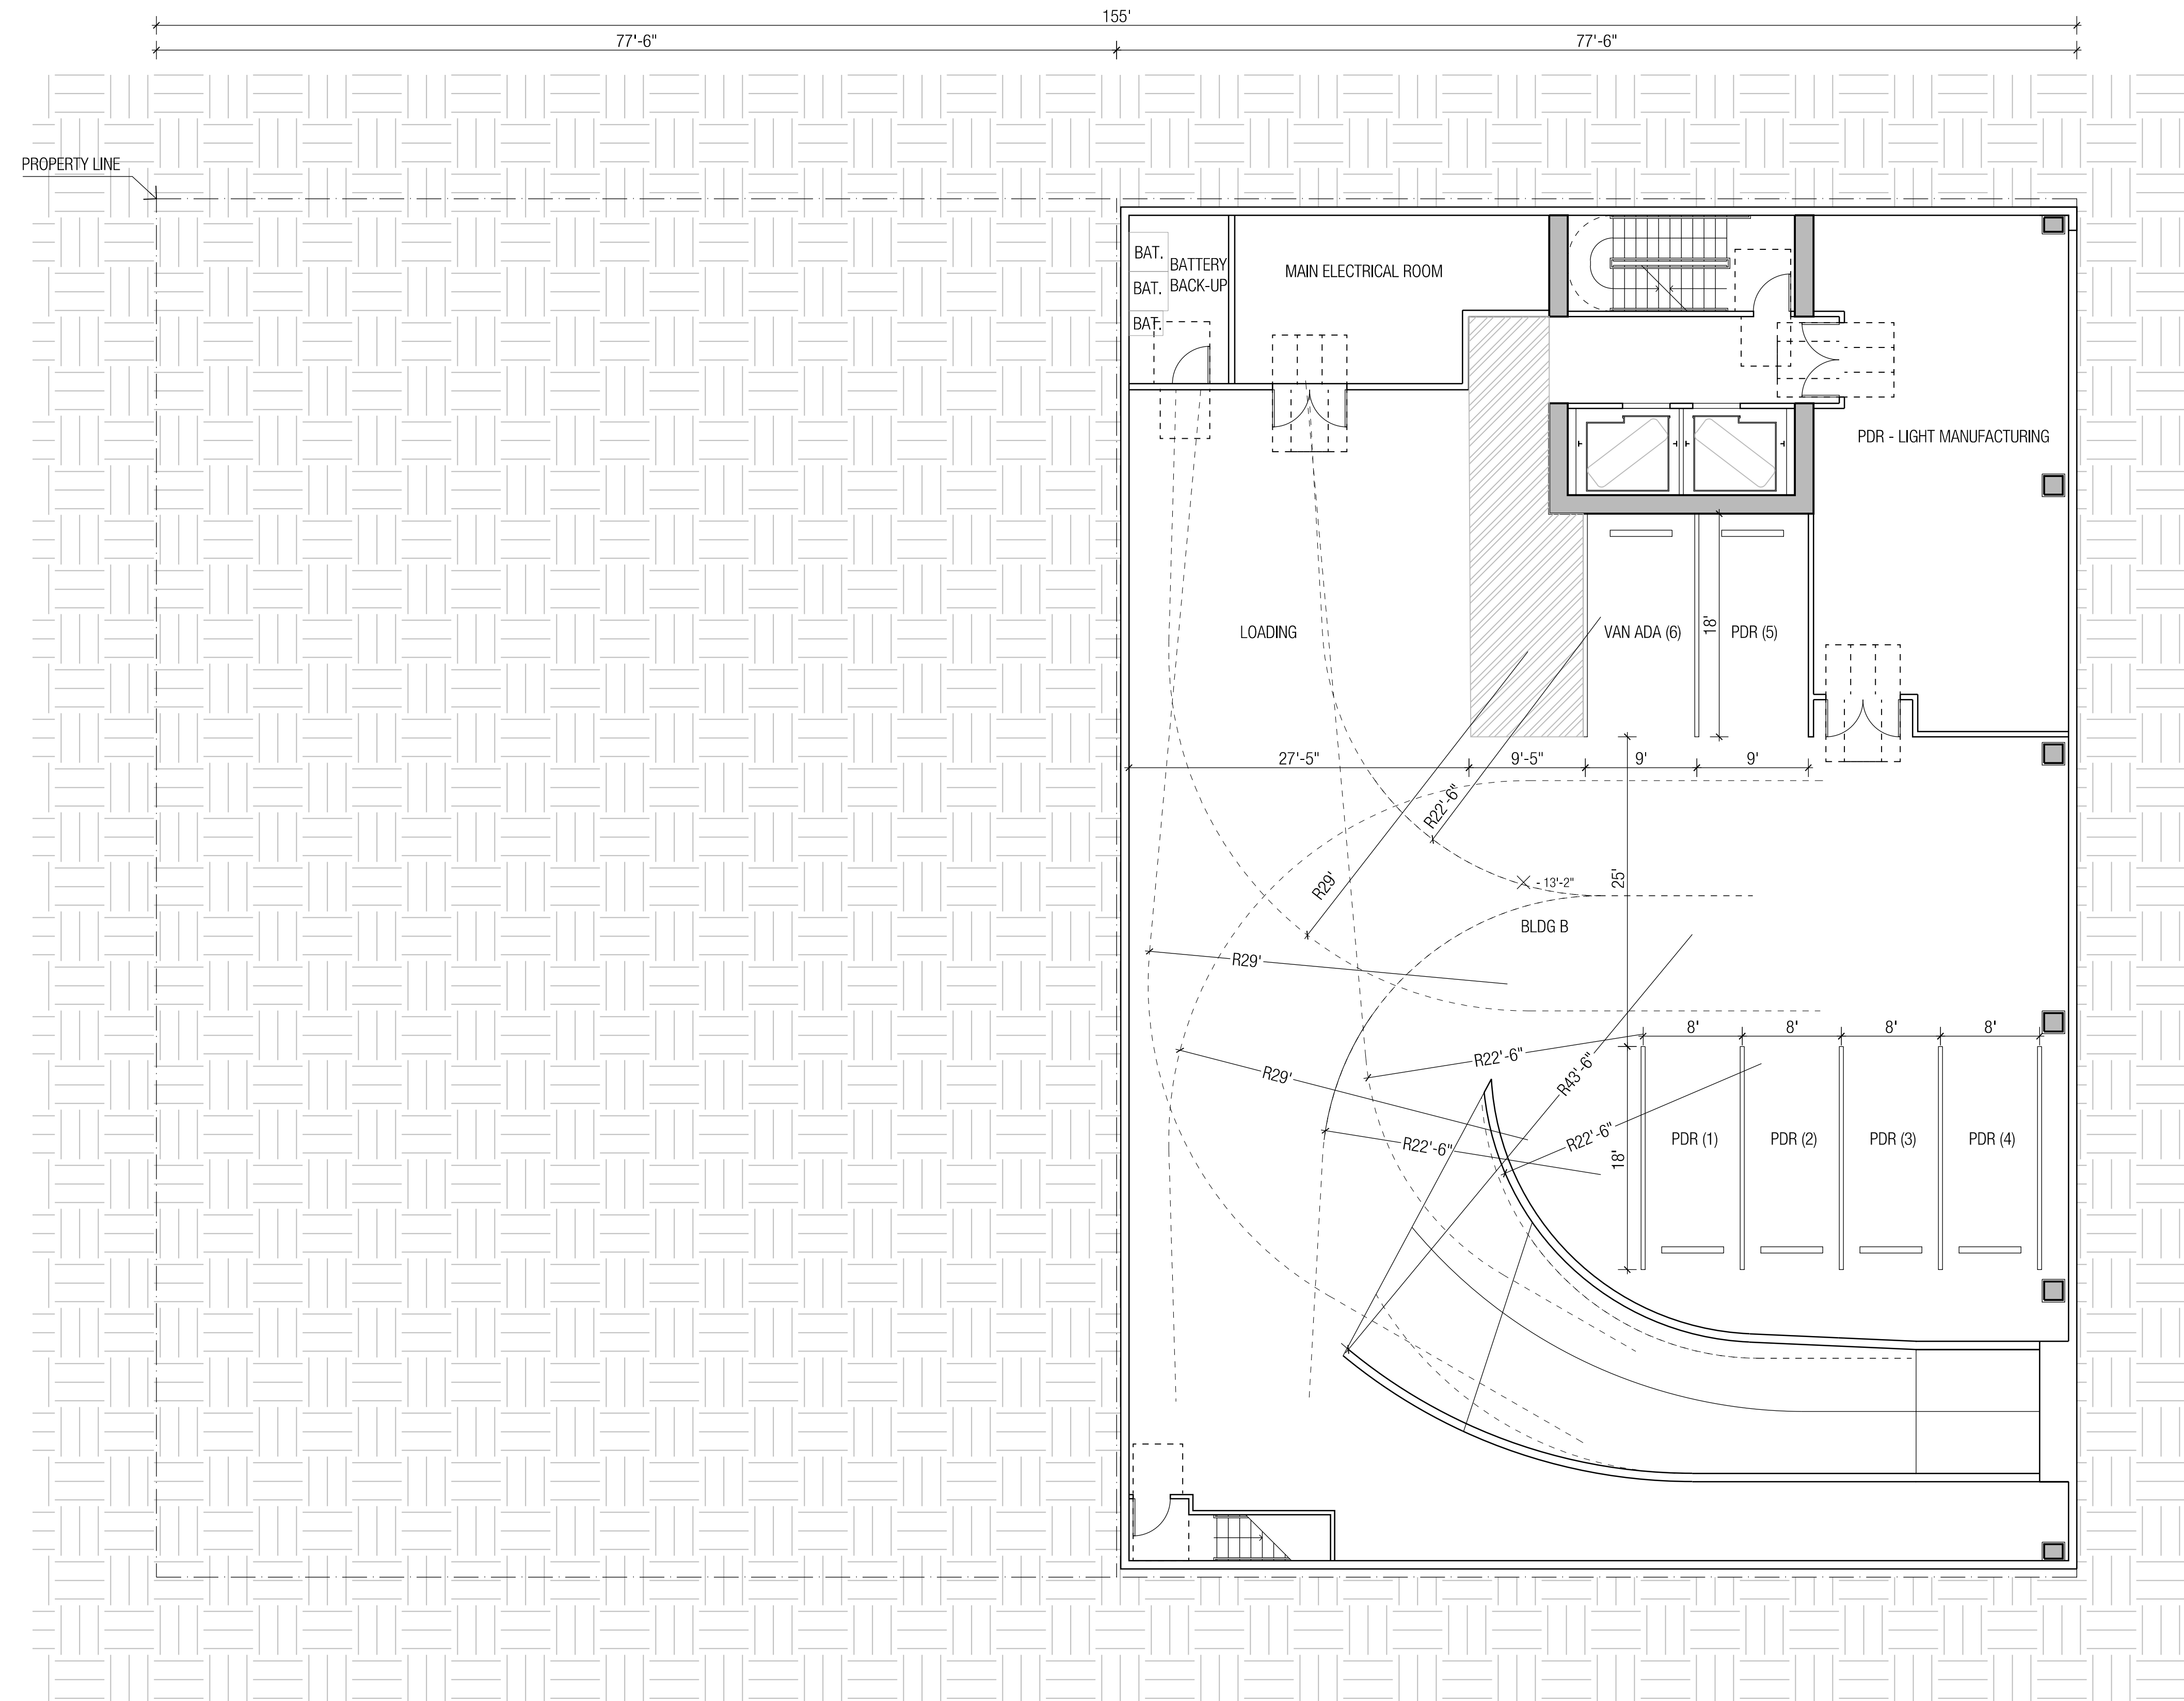 155'
77'-6"
77'-6"
PROPERTY LINE
BAT.
BATTERY
BACK-UP
BAT.
BAT.
MAIN ELECTRICAL ROOM
PDR - LIGHT MANUFACTURING
LOADING
VAN ADA (6)
18'
PDR (5)
27'-5"
9'-5"
9'
9'
R22'-6"
R29'
25'
- 13'-2"
BLDG B
R29'
8'
8'
8'
8'
R22'-6"
R29'
R43'-6"
R22'-6"
R22'-6"
18'
PDR (1)
PDR (2)
PDR (3)
PDR (4)